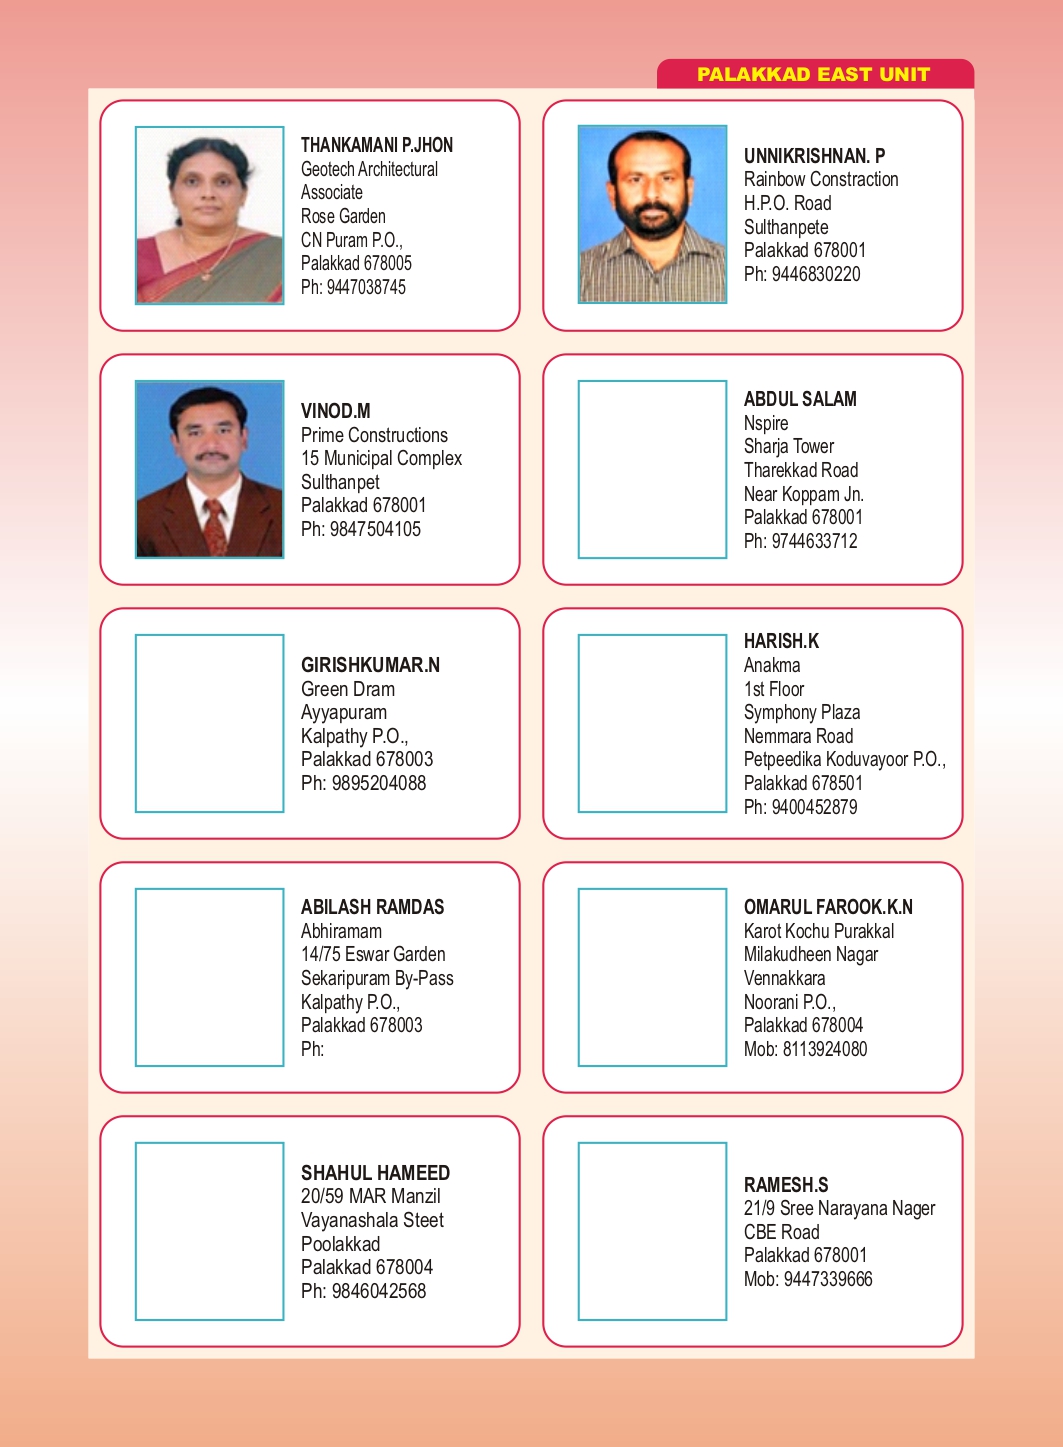 PALAKKAD EAST UNIT
THANKAMANI P.JHON
Geotech Architectural
Associate
Rose Garden
CN Puram P.O.,
Palakkad 678005
Ph: 9447038745
UNNIKRISHNAN. P
Rainbow Constraction
H.P.O. Road
Sulthanpete
Palakkad 678001
Ph: 9446830220
VINOD.M
Prime Constructions
15 Municipal Complex
Sulthanpet
Palakkad 678001
Ph: 9847504105
ABDUL SALAM
Nspire
Sharja Tower
Tharekkad Road
Near Koppam Jn.
Palakkad 678001
Ph: 9744633712
GIRISHKUMAR.N
Green Dram
Ayyapuram
Kalpathy P.O.,
Palakkad 678003
Ph: 9895204088
HARISH.K
Anakma
1st Floor
Symphony Plaza
Nemmara Road
Petpeedika Koduvayoor P.O.,
Palakkad 678501
Ph: 9400452879
ABILASH RAMDAS
Abhiramam
14/75 Eswar Garden
Sekaripuram By-Pass
Kalpathy P.O.,
Palakkad 678003
Ph:
OMARUL FAROOK.K.N
Karot Kochu Purakkal
Milakudheen Nagar
Vennakkara
Noorani P.O.,
Palakkad 678004
Mob: 8113924080
SHAHUL HAMEED
20/59 MAR Manzil
Vayanashala Steet
Poolakkad
Palakkad 678004
Ph: 9846042568
RAMESH.S
21/9 Sree Narayana Nager
CBE Road
Palakkad 678001
Mob: 9447339666